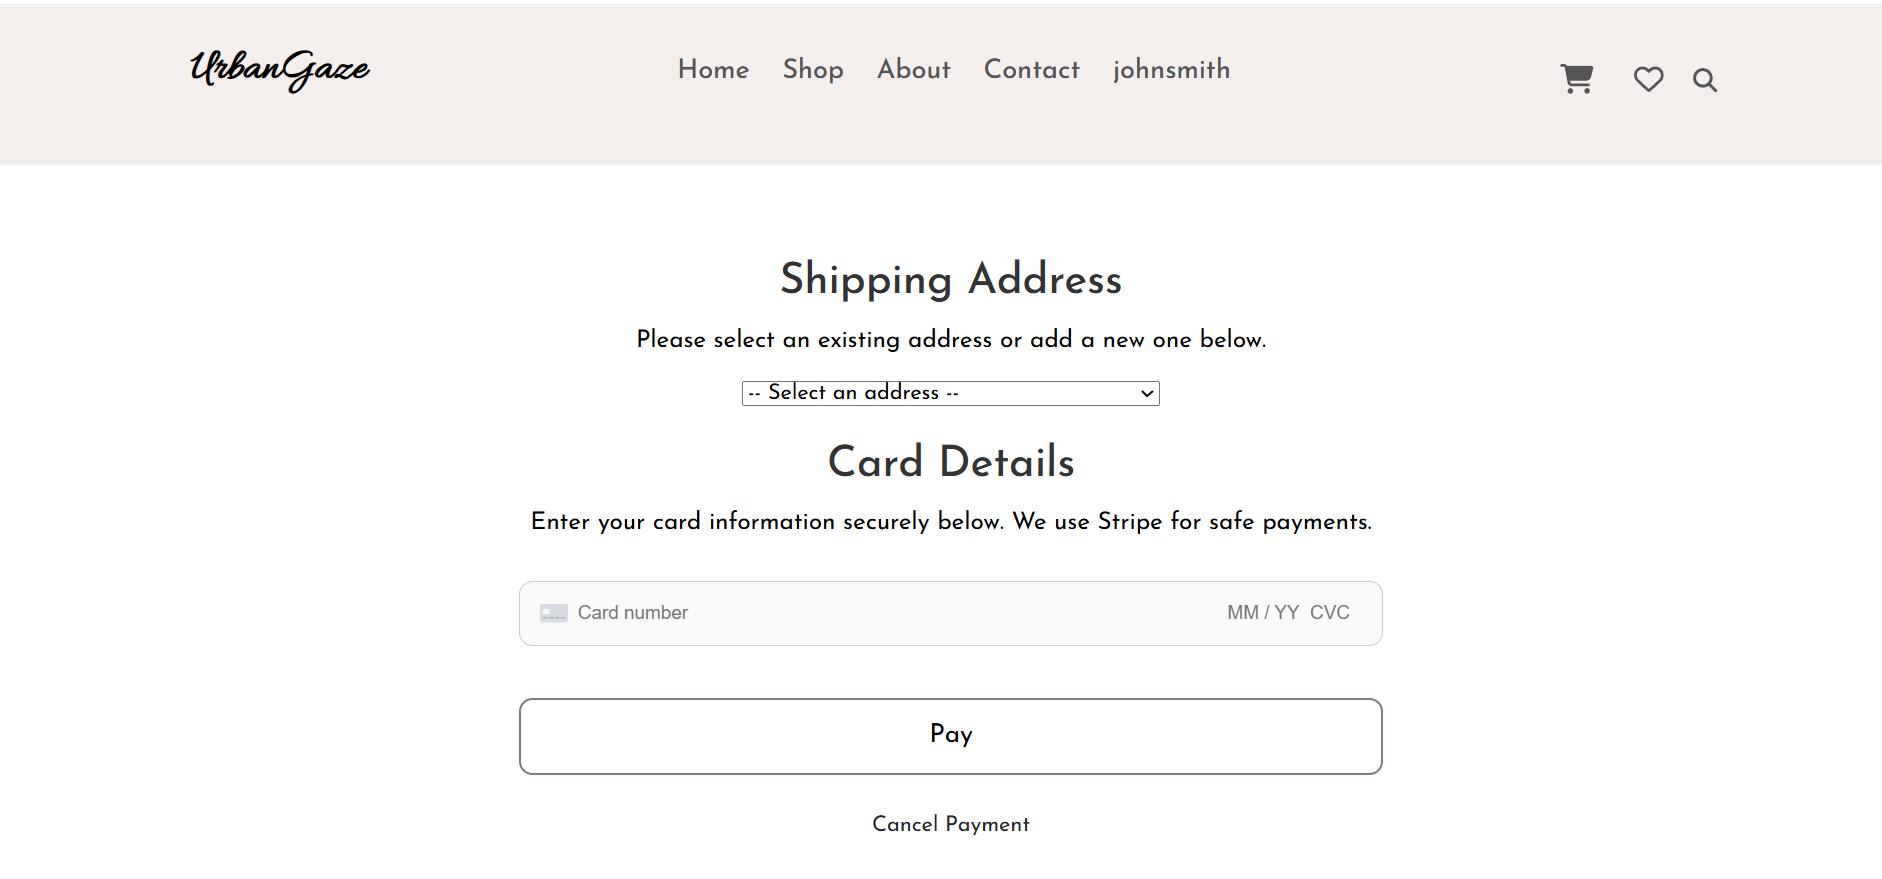 UrbanGaze
Home Shop About Contact johnsmith
Shipping Address
Please select an existing address or add a new one below.
-- Select an address --
Card Details
Enter your card information securely below. We use Stripe for safe payments.
Card number MM / YY CVC
Pay
Cancel Payment